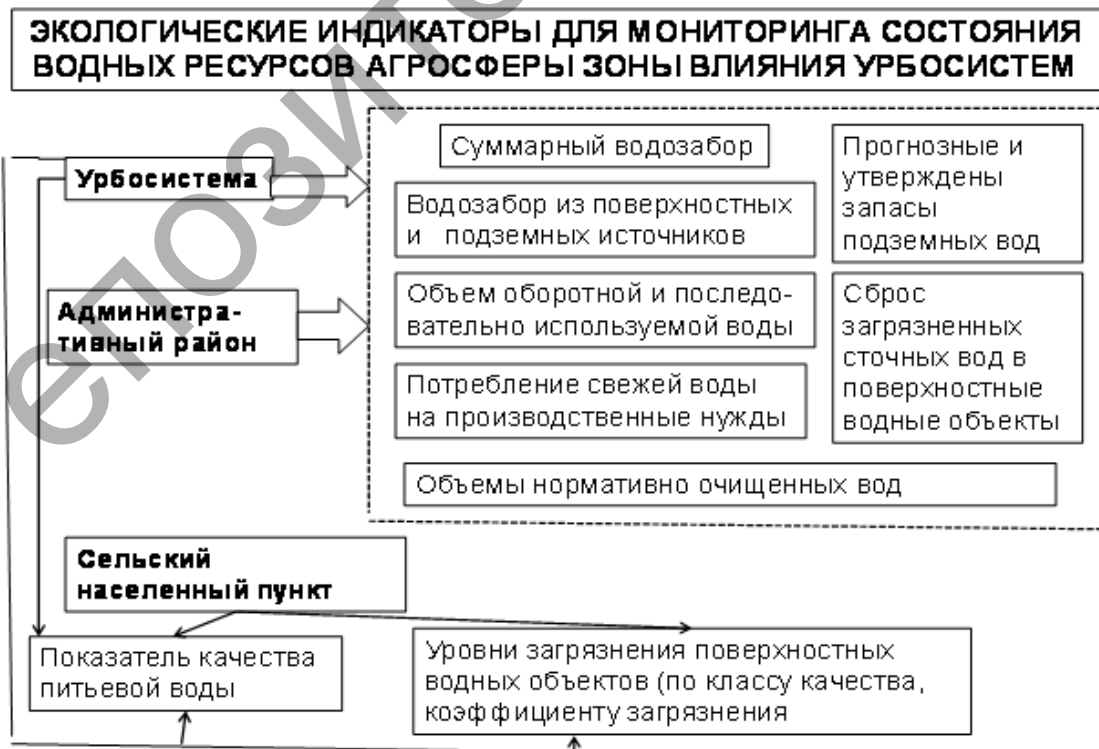 ЭКОЛОГИЧЕСКИЕ ИНДИКАТОРЫ ДЛЯ МОНИТОРИНГА СОСТОЯНИЯ
ВОДНЫХ РЕСУРСОВ АГРОСФЕРЫ ЗОНЫ ВЛИЯНИЯ УРБОСИСТЕМ
Урбосистема
Суммарный водозабор
Прогнозные и
утверждены
запасы
подземных вод
Водозабор из поверхностных
и подземных источников
Администра-
тивный район
Объем оборотной и последо-
вательно используемой воды
Сброс
загрязненных
сточных вод в
поверхностные
водные объекты
Потребление свежей воды
на производственные нужды
Объемы нормативно очищенных вод
Сельский
населенный пункт
Показатель качества
питьевой воды
Уровни загрязнения поверхностных
водных объектов (по классу качества,
коэффициенту загрязнения
епозито